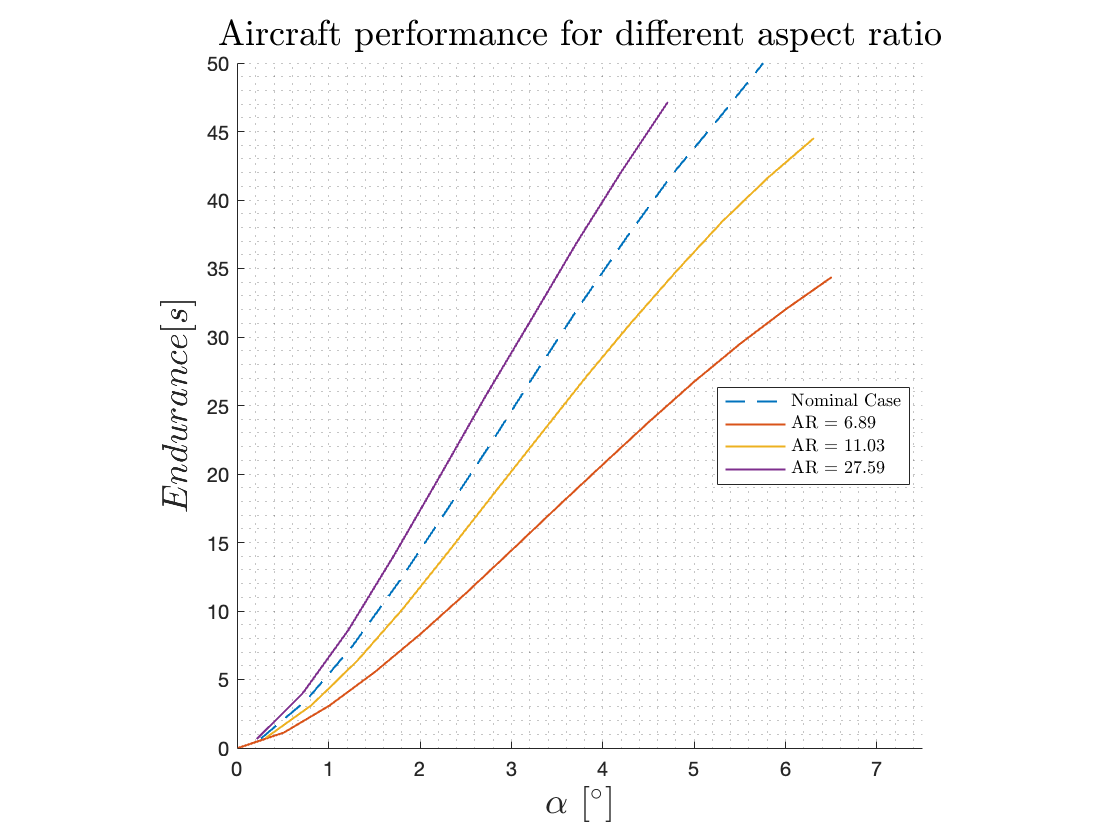 Aircraft performance for different aspect ratio
50
45
40
35
30
25
20
15
10
5
0
Endurance[s]
Nominal Case
AR = 6.89
AR = 11.03
AR = 27.59
0 1 2 3 4 5 6 7
α [°]